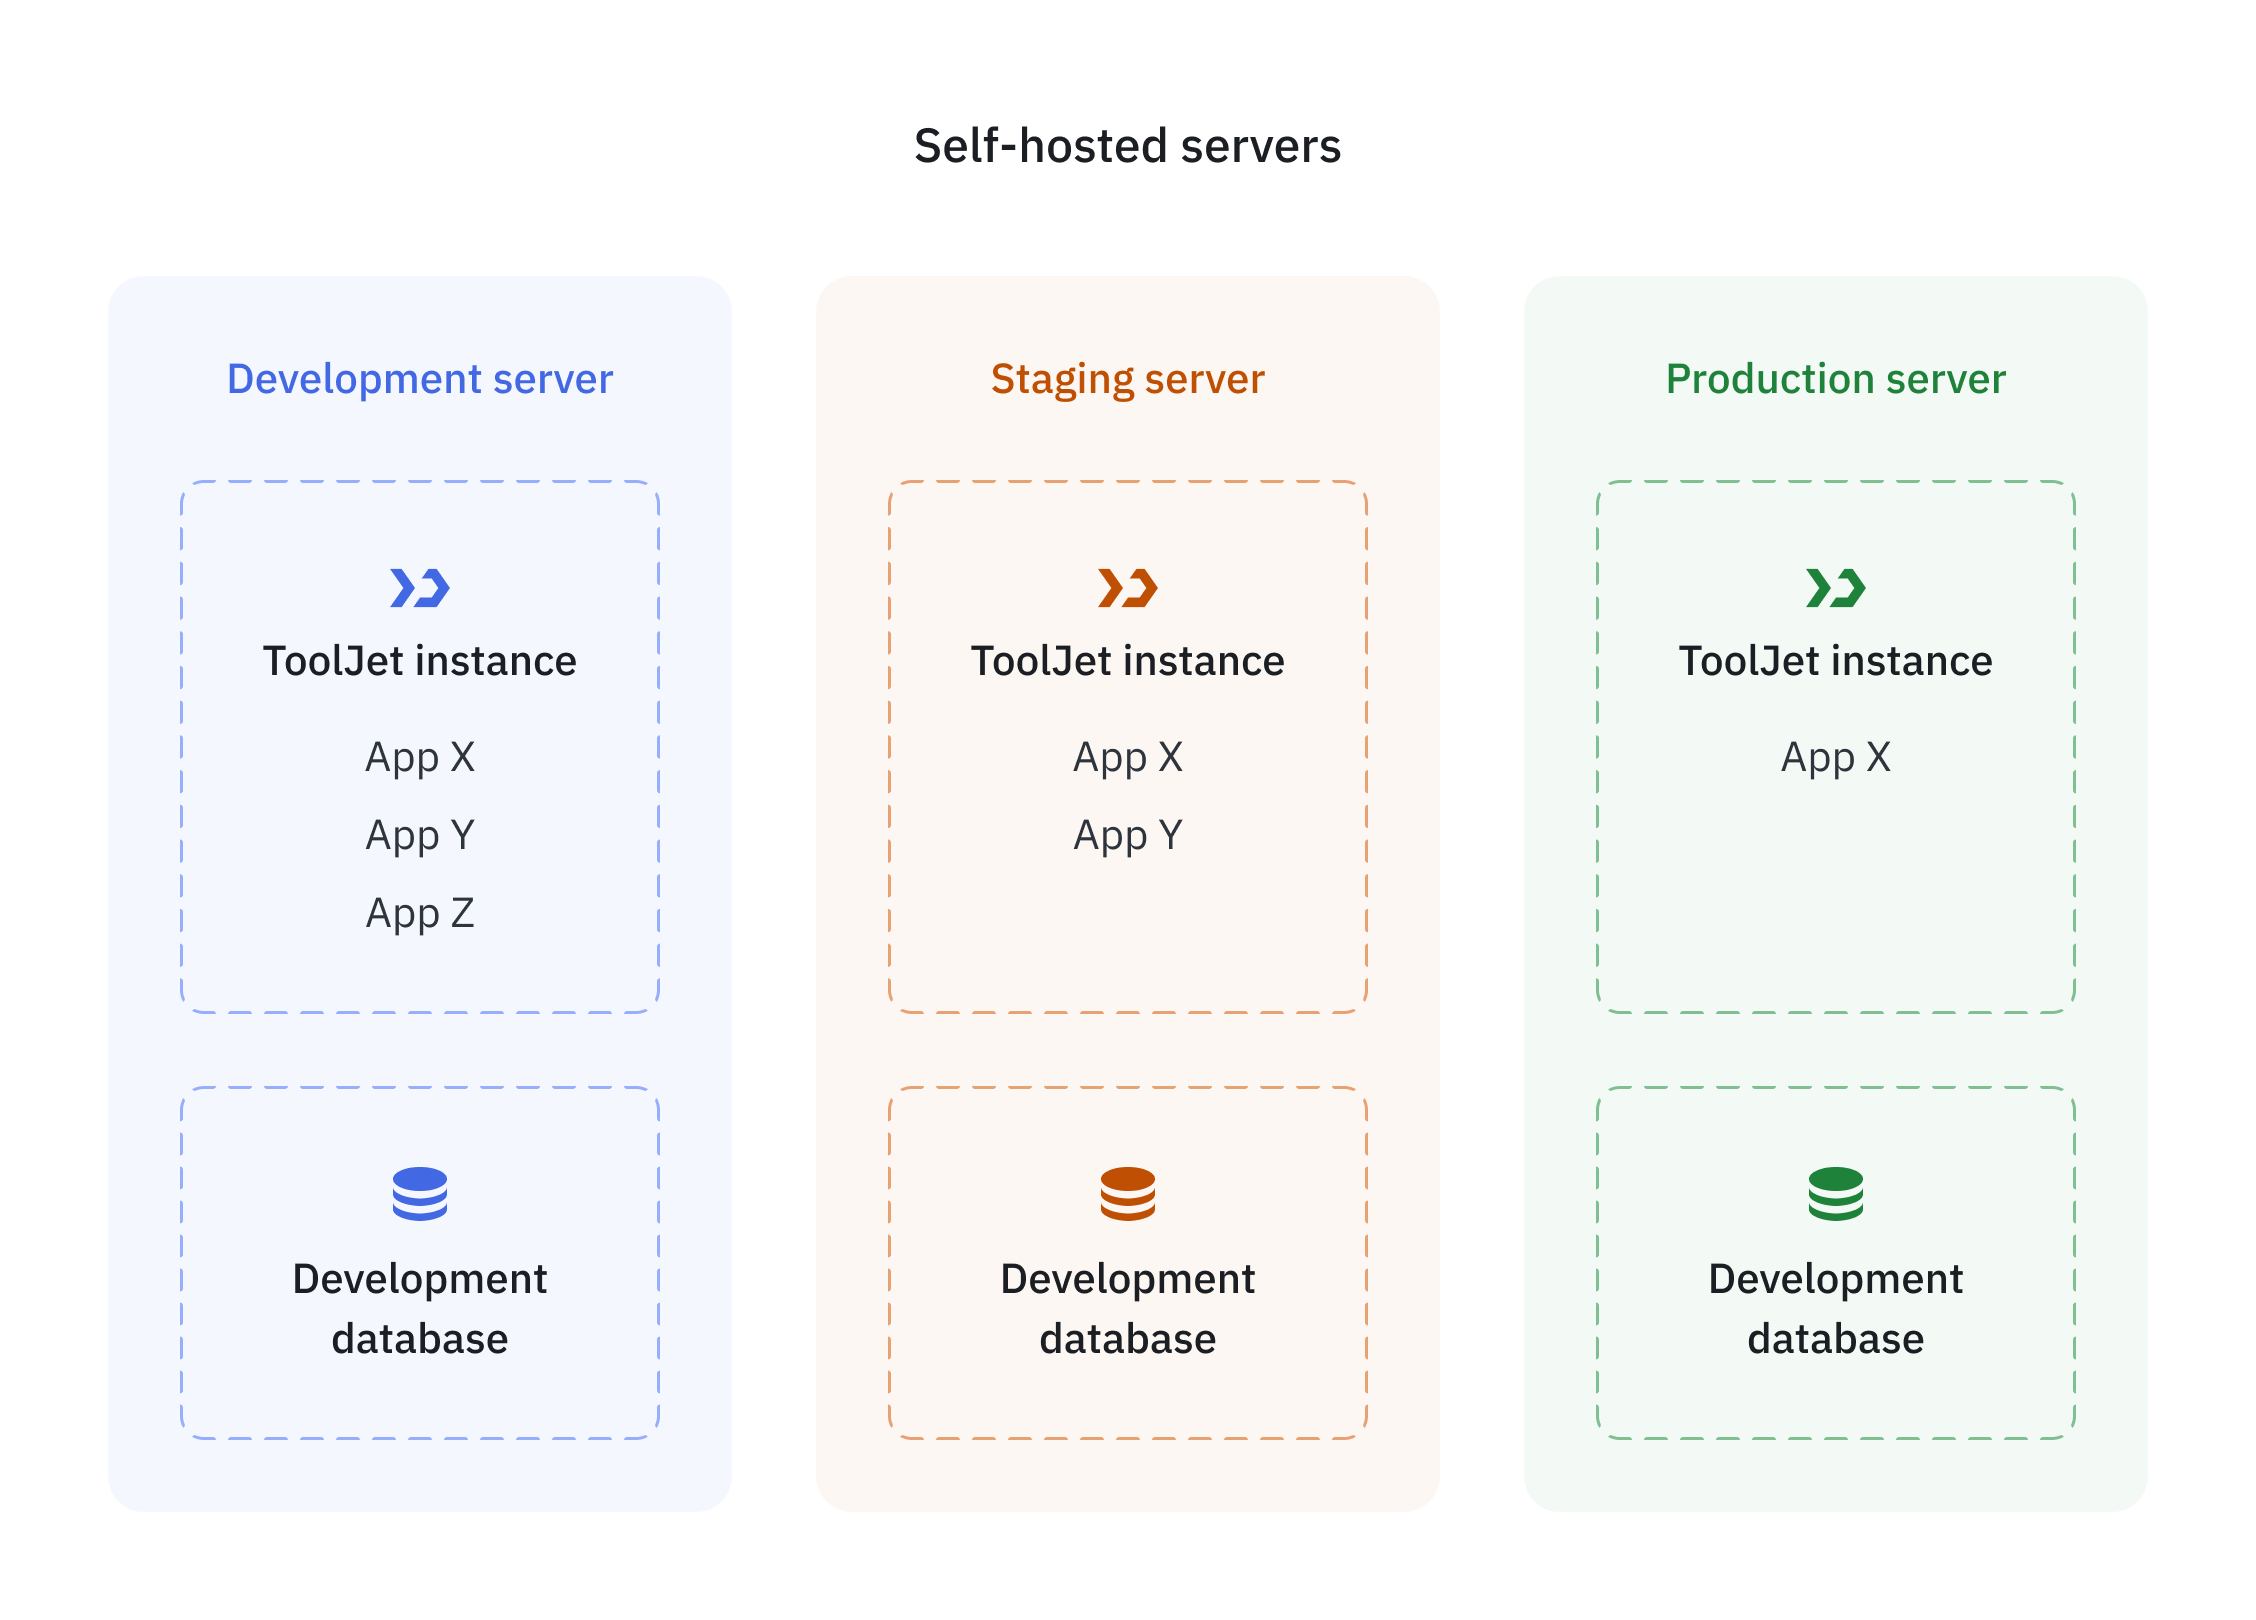 Self-hosted servers
Development server
ToolJet instance
App X
App Y
App Z
Development
database
Staging server
ToolJet instance
App X
App Y
Development
database
Production server
ToolJet instance
App X
Development
database